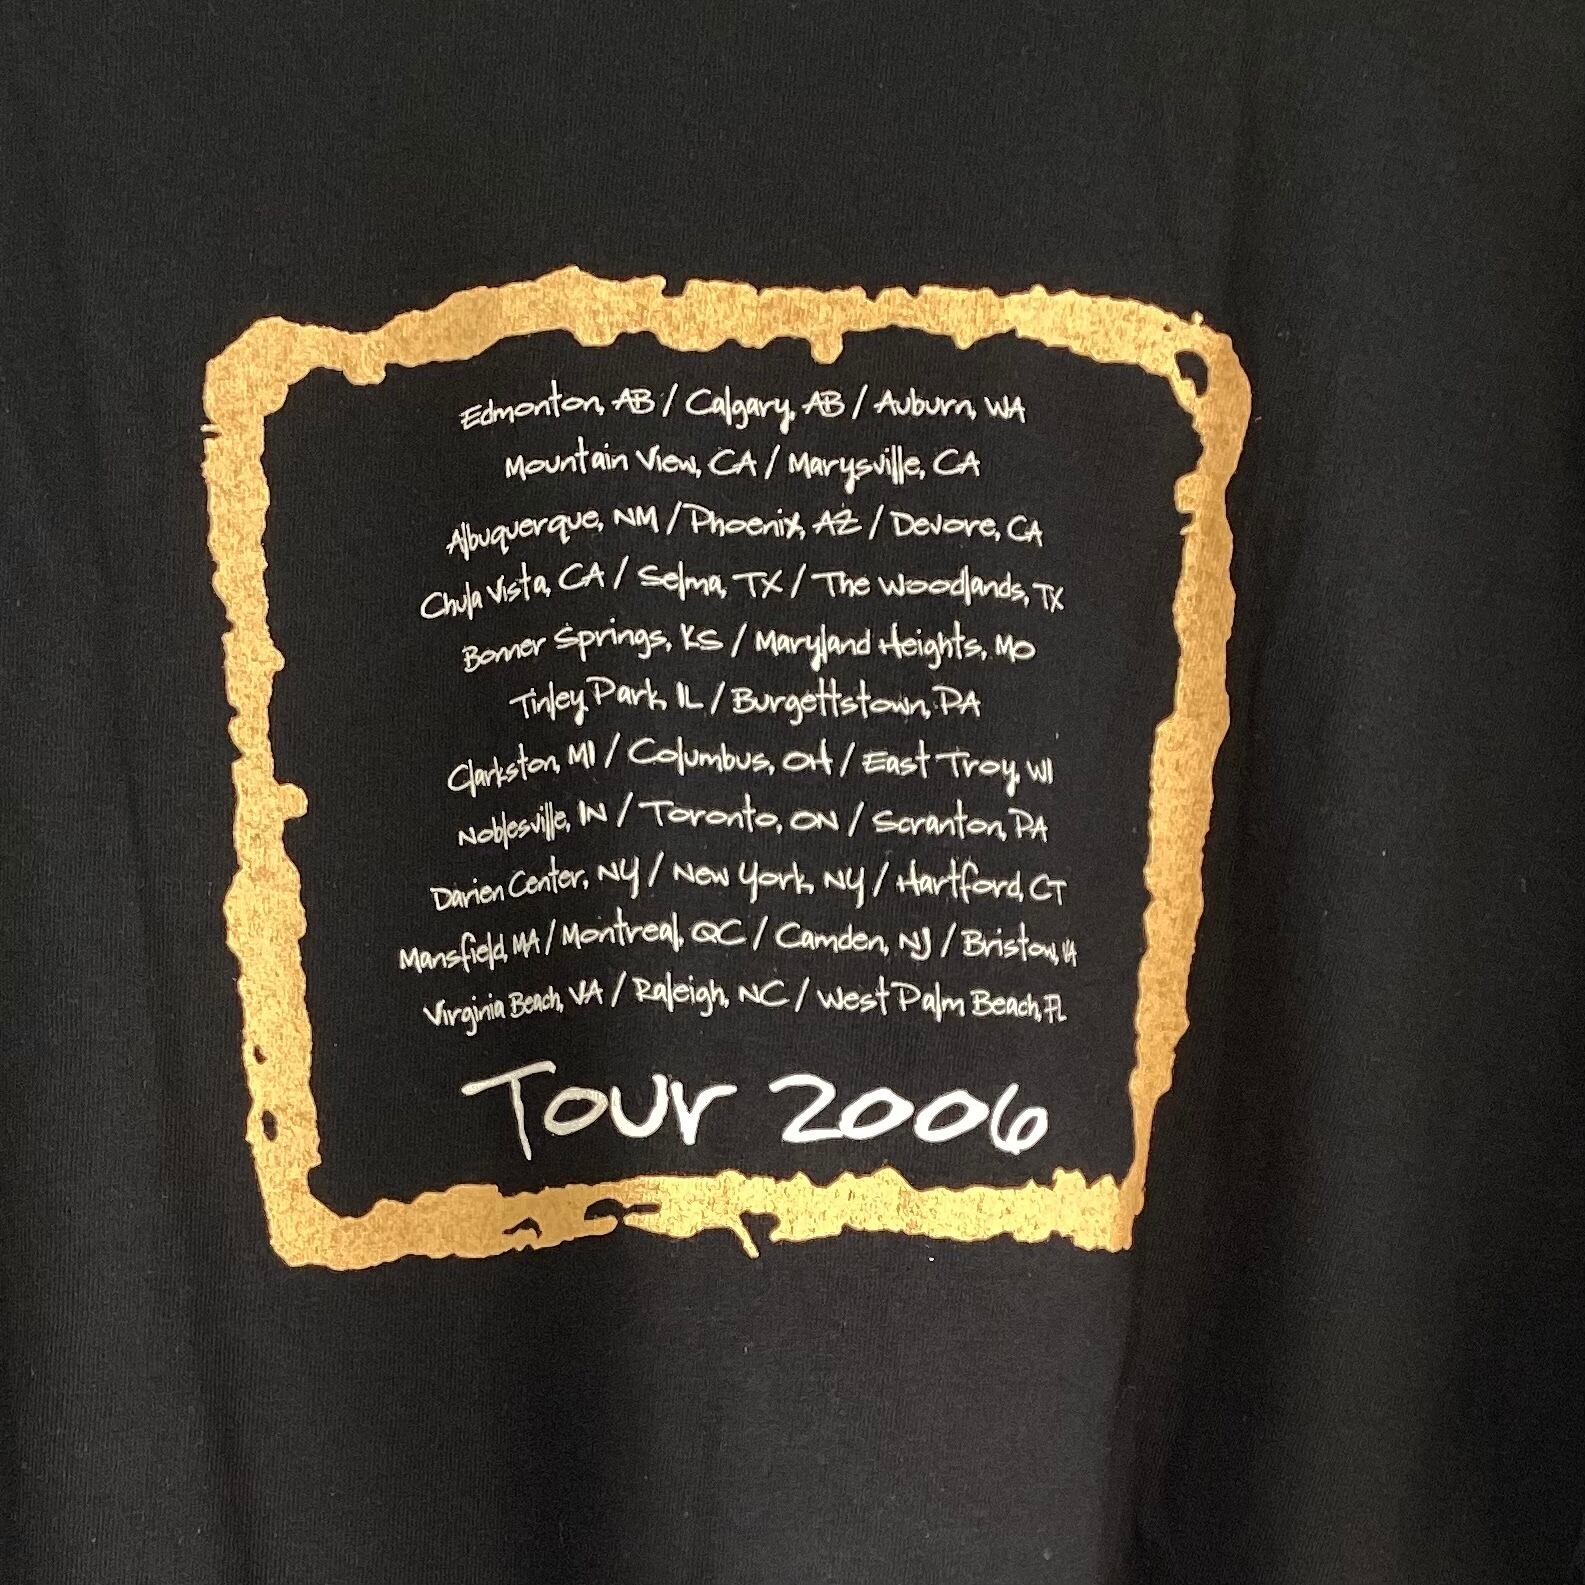 Edmonton, AB / Calgary, AB / Auburn, WA
Mountain View, CA / Marysville, CA
Albuquerque, NM / Phoenix, AZ / Devore, CA
Chula Vista, CA / Selma, TX / The Woodlands, TX
Bonner Springs, KS / Maryland Heights, MO
Tinley Park, IL / Burgettstown, PA
Clarkston, MI / Columbus, OH / East Troy, WI
Noblesville, IN / Toronto, ON / Scranton, PA
Darien Center, NY / New York, NY / Hartford, CT
Mansfield, MA / Montreal, QC / Camden, NJ / Bristow, VA
Virginia Beach, VA / Raleigh, NC / West Palm Beach, FL
Tour 2006